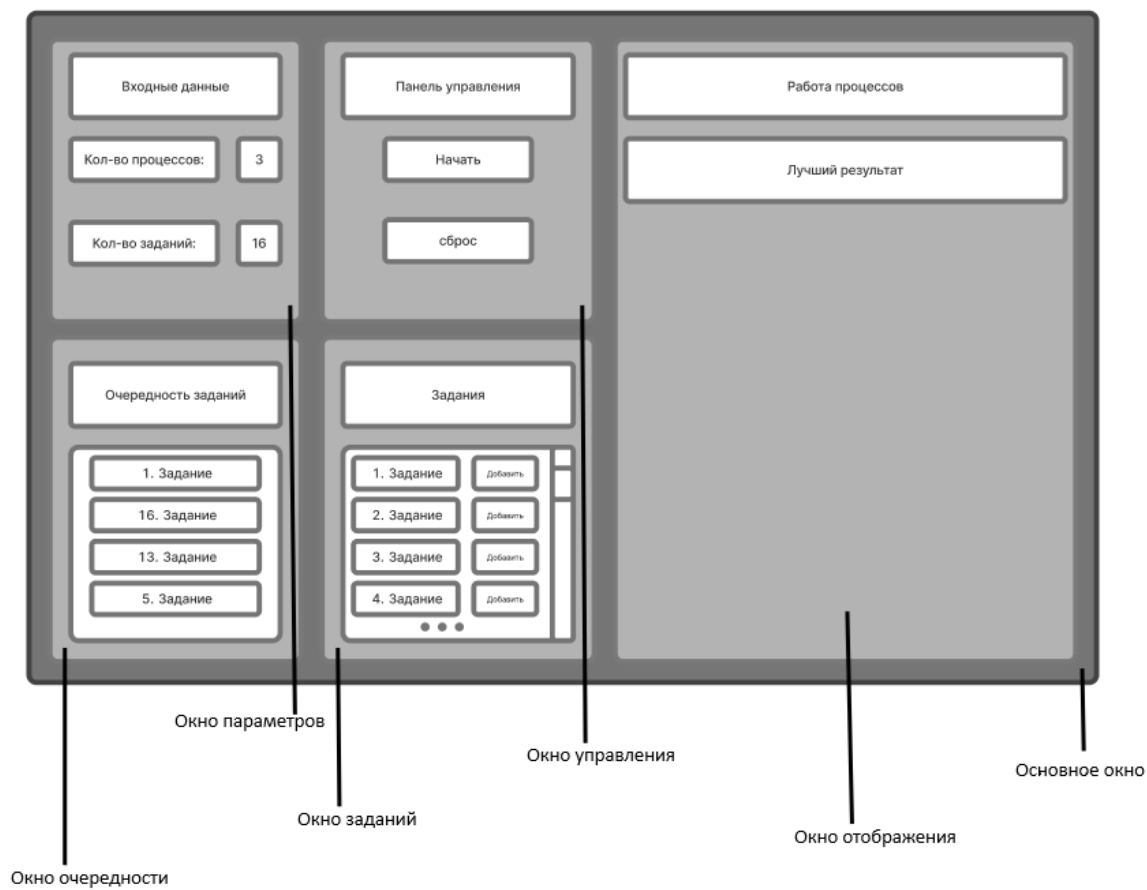 Входные данные
Кол-во процессов:
3
Кол-во заданий:
16
Панель управления
Начать
сброс
Работа процессов
Лучший результат
Очередность заданий
1. Задание
16. Задание
13. Задание
5. Задание
Задания
1. Задание
Добавить
2. Задание
Добавить
3. Задание
Добавить
4. Задание
Добавить
Окно параметров
Окно управления
Основное окно
Окно заданий
Окно отображения
Окно очередности